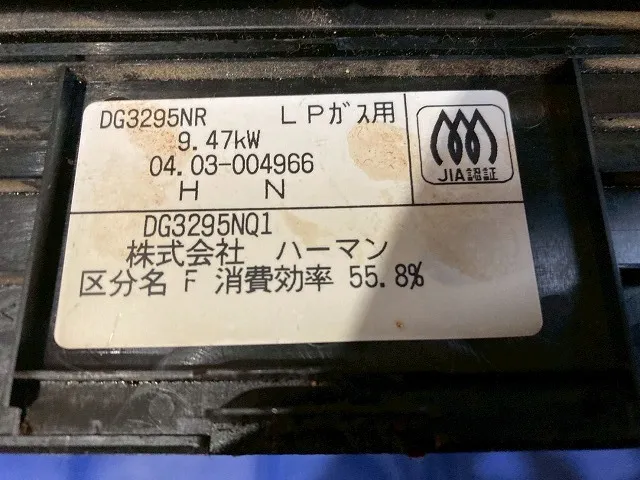 DG3295NR LPガス用
9.47kW
04.03-004966
H N
JIA認証
DG3295NQ1
株式会社 ハーマン
区分名 F 消費効率 55.8%